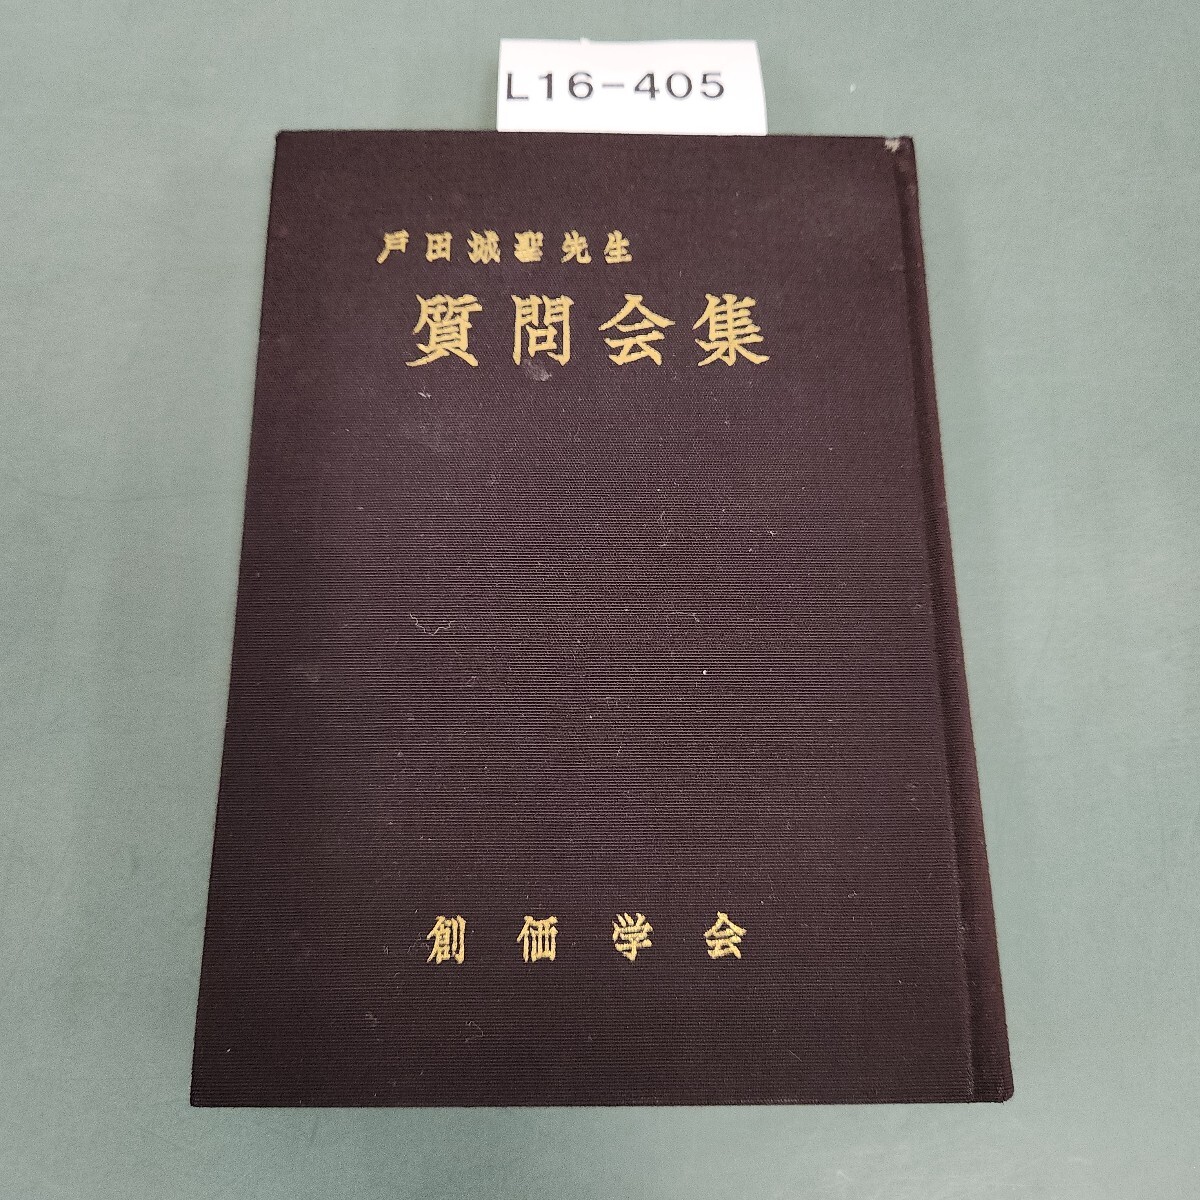 L16-405
戸田城聖先生
質問会集
創価学会